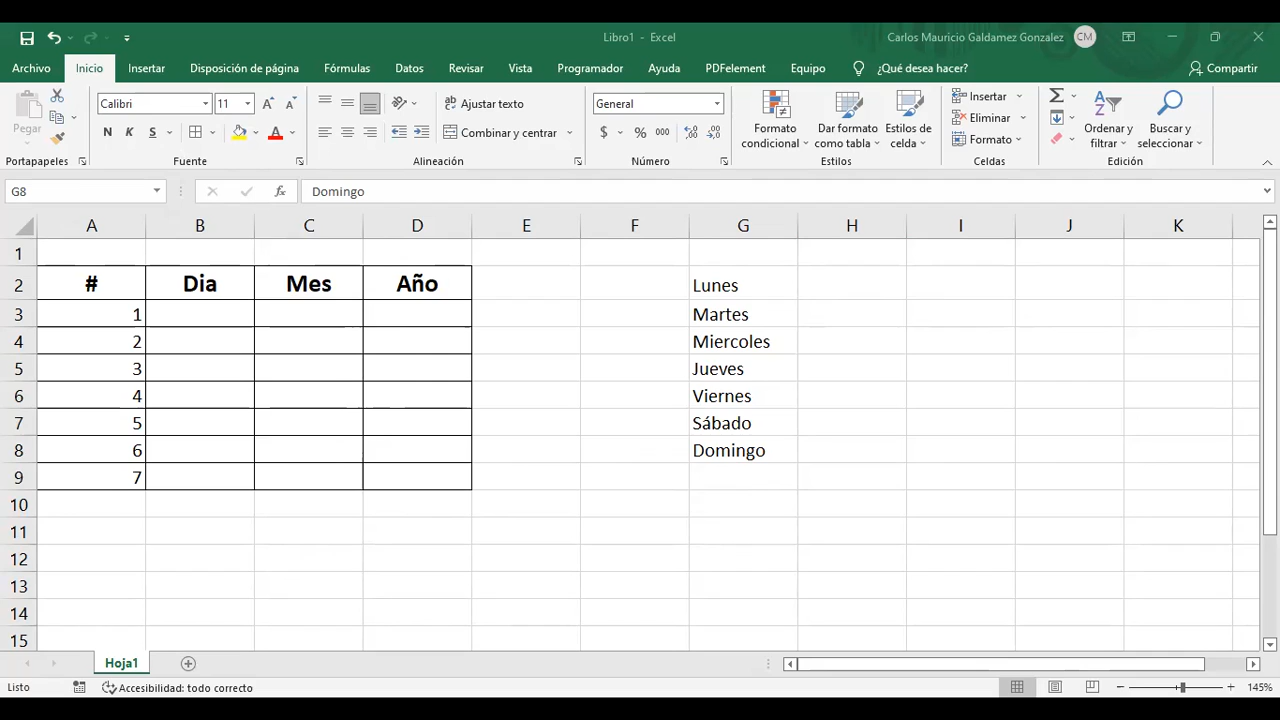 Libro1 - Excel
Carlos Mauricio Galdamez Gonzalez CM
Archivo Inicio Insertar Disposición de página Fórmulas Datos Revisar Vista Programador Ayuda PDFelement Equipo ¿Qué desea hacer? Compartir
Pegar
Portapapeles
Calibri 11
N K S A
Fuente
Ajustar texto
Combinar y centrar
Alineación
General
$ % 000
Número
Formato condicional
Dar formato como tabla
Estilos de celda
Estilos
Insertar
Eliminar
Formato
Celdas
Ordenar y filtrar
Buscar y seleccionar
Edición
G8 fx Domingo
A B C D E F G H I J K
1
2 # Dia Mes Año Lunes
3 1 Martes
4 2 Miercoles
5 3 Jueves
6 4 Viernes
7 5 Sábado
8 6 Domingo
9 7
10
11
12
13
14
15
Hoja1
Listo Accesibilidad: todo correcto 145%